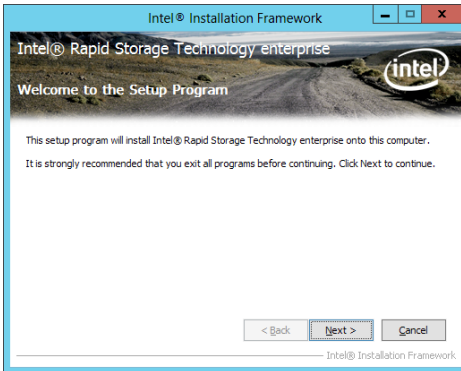 Intel® Installation Framework
Intel® Rapid Storage Technology enterprise
intel
Welcome to the Setup Program
This setup program will install Intel® Rapid Storage Technology enterprise onto this computer.
It is strongly recommended that you exit all programs before continuing. Click Next to continue.
< Back Next > Cancel
Intel® Installation Framework